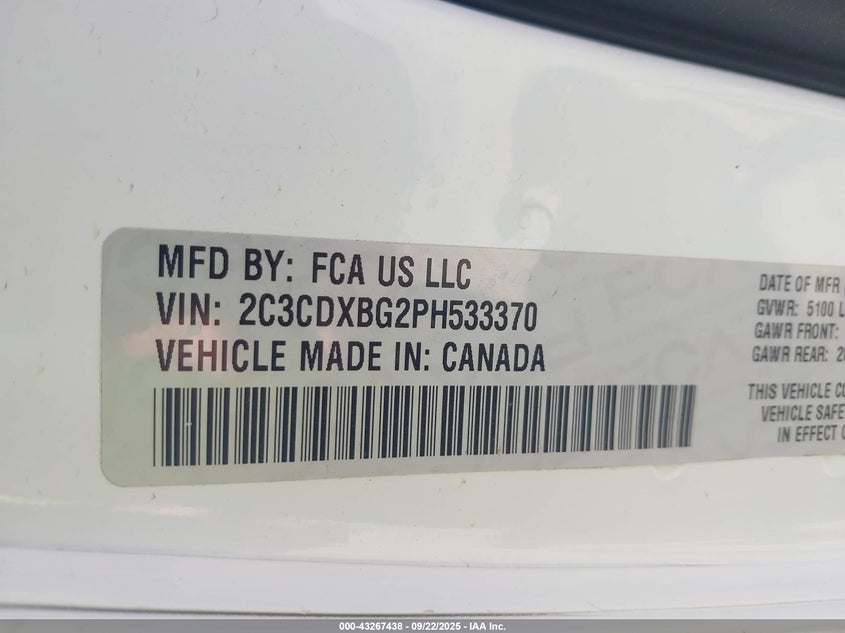 MFD BY: FCA US LLC
VIN: 2C3CDXBG2PH533370
VEHICLE MADE IN: CANADA
DATE OF MFR
GVWR: 5100 L
GAWR FRONT:
GAWR REAR:
THIS VEHICLE CO
VEHICLE SAFE
IN EFFECT
000-43267438 - 09/22/2025 - IAA Inc.